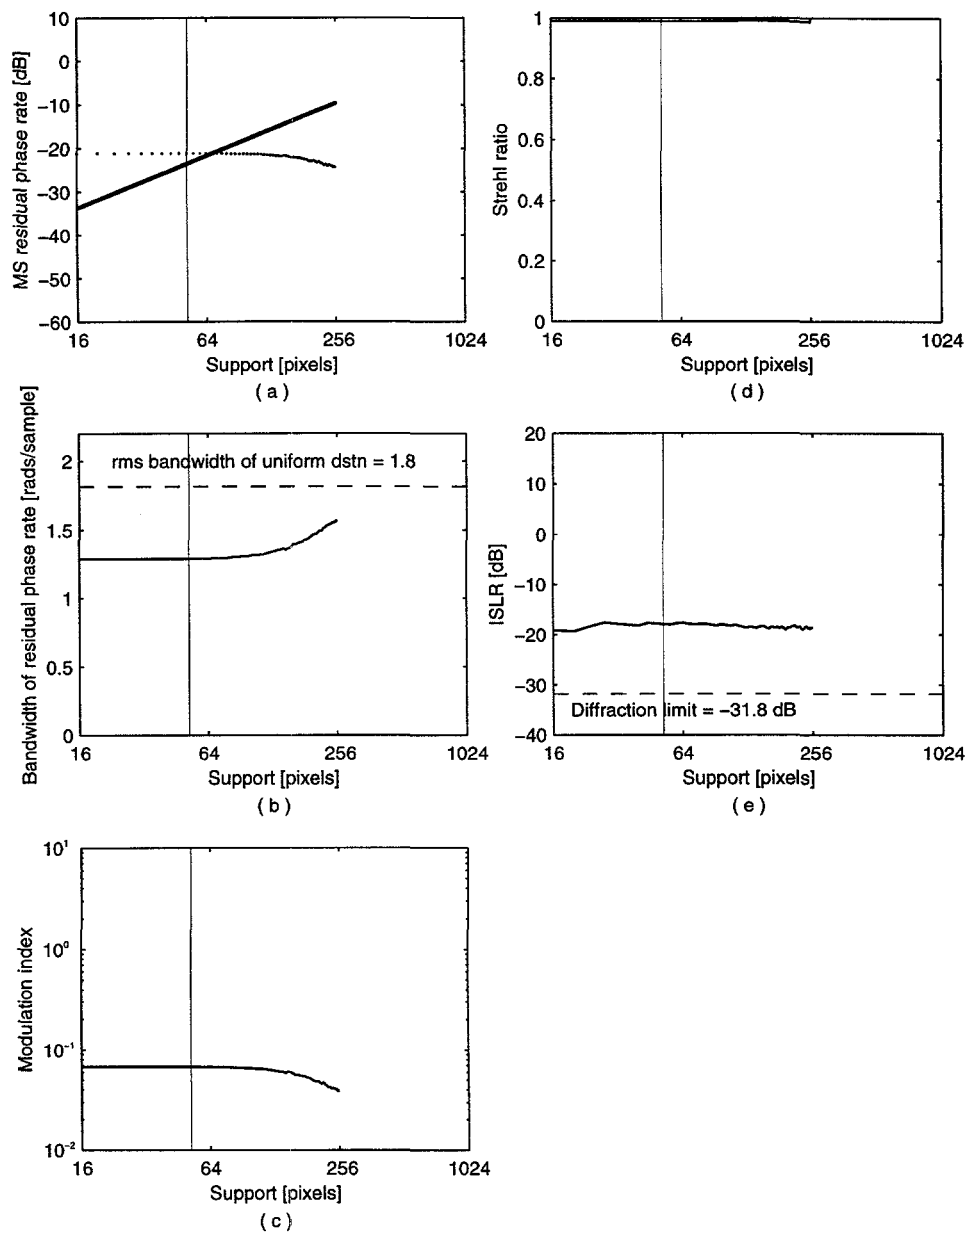 MS residual phase rate [dB]
10
0
−10
−20
−30
−40
−50
−60
16 64 256 1024
Support [pixels]
( a )
Strehl ratio
1
0.8
0.6
0.4
0.2
0
16 64 256 1024
Support [pixels]
( d )
Bandwidth of residual phase rate [rads/sample]
2
1.5
1
0.5
0
rms bandwidth of uniform dstn = 1.8
16 64 256 1024
Support [pixels]
( b )
ISLR [dB]
20
10
0
−10
−20
−30
−40
Diffraction limit = −31.8 dB
16 64 256 1024
Support [pixels]
( e )
Modulation index
10¹
10⁰
10⁻¹
10⁻²
16 64 256 1024
Support [pixels]
( c )